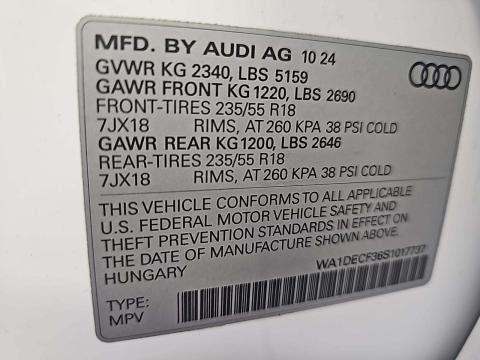 MFD. BY AUDI AG 10 24
GVWR KG 2340, LBS 5159
GAWR FRONT KG 1220, LBS 2690
FRONT-TIRES 235/55 R18
7JX18 RIMS, AT 260 KPA 38 PSI COLD
GAWR REAR KG1200, LBS 2646
REAR-TIRES 235/55 R18
7JX18 RIMS, AT 260 KPA 38 PSI COLD
THIS VEHICLE CONFORMS TO ALL APPLICABLE
U.S. FEDERAL MOTOR VEHICLE SAFETY AND
THEFT PREVENTION STANDARDS IN EFFECT ON
THE DATE OF MANUFACTURE SHOWN ABOVE.
HUNGARY
WA1DECF36S1017737
TYPE:
MPV